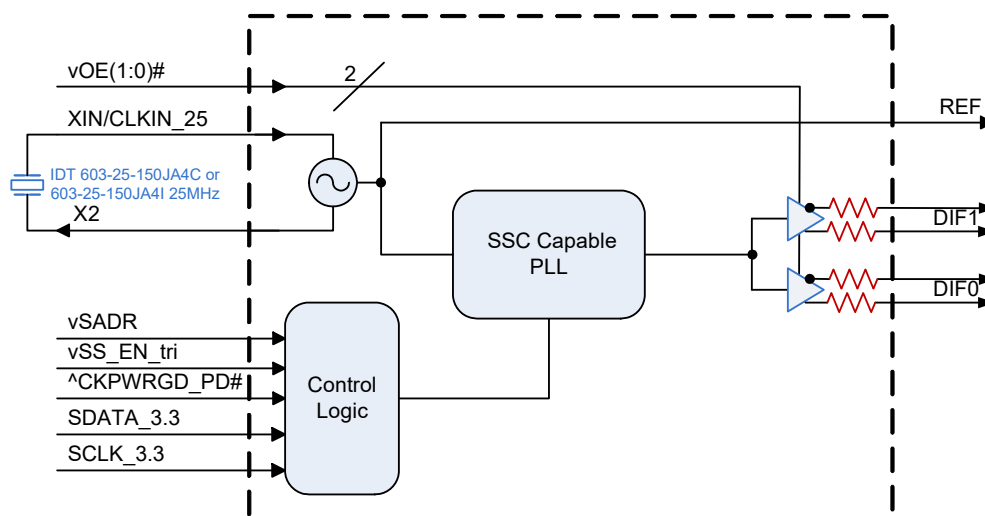 vOE(1:0)#
2
XIN/CLKIN_25
REF
IDT 603-25-150JA4C or
603-25-150JA4I 25MHz
X2
SSC Capable
PLL
DIF1
DIF0
vSADR
vSS_EN_tri
^CKPWRGD_PD#
SDATA_3.3
SCLK_3.3
Control
Logic